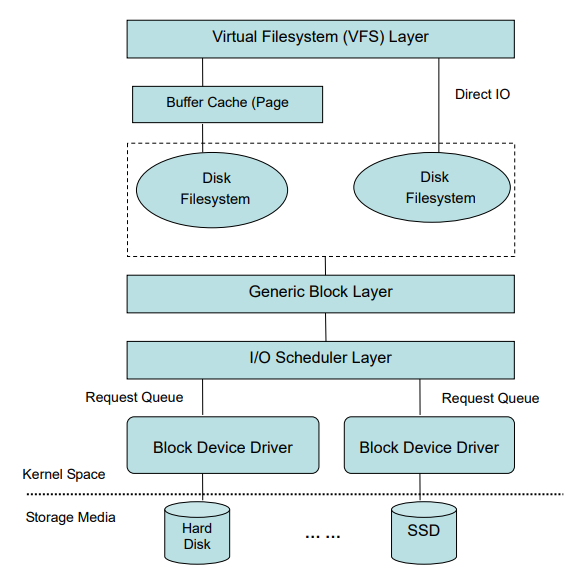 Virtual Filesystem (VFS) Layer
Buffer Cache (Page
Direct IO
Disk
Filesystem
Disk
Filesystem
Generic Block Layer
I/O Scheduler Layer
Request Queue
Request Queue
Block Device Driver
Block Device Driver
Kernel Space
Storage Media
Hard
Disk
... ...
SSD